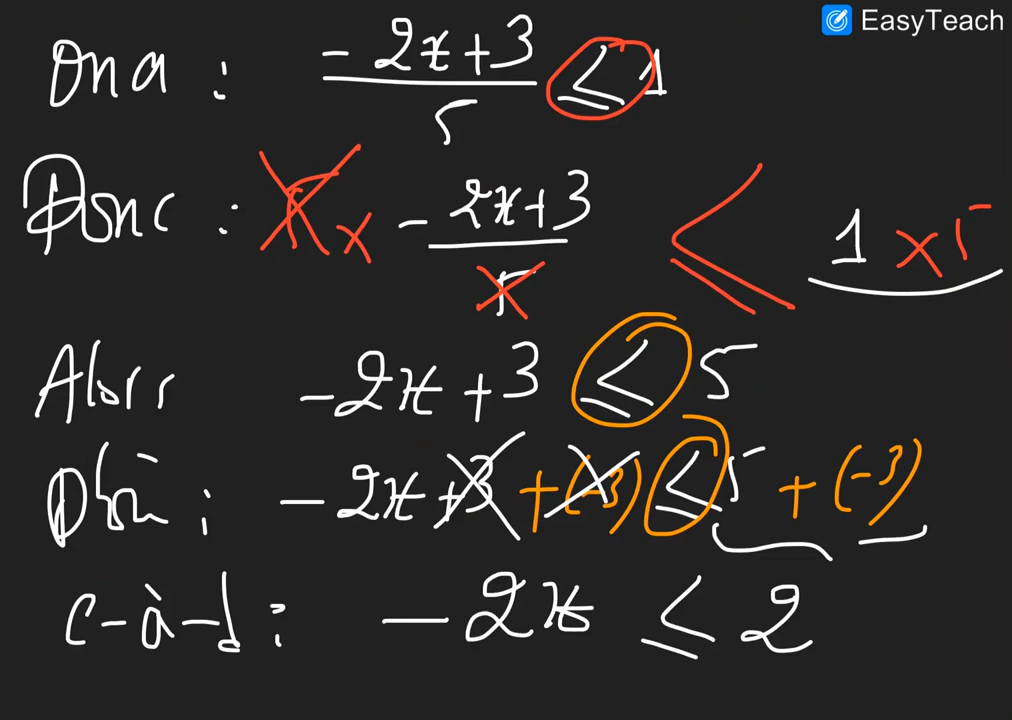 EasyTeach
On a : (-2x+3)/5 ≤ 1
Donc : 5 x (-2x+3)/5 ≤ 1 x 5
Alors -2x + 3 ≤ 5
D'où : -2x + 3 + (-3) ≤ 5 + (-3)
c-à-d : -2x ≤ 2